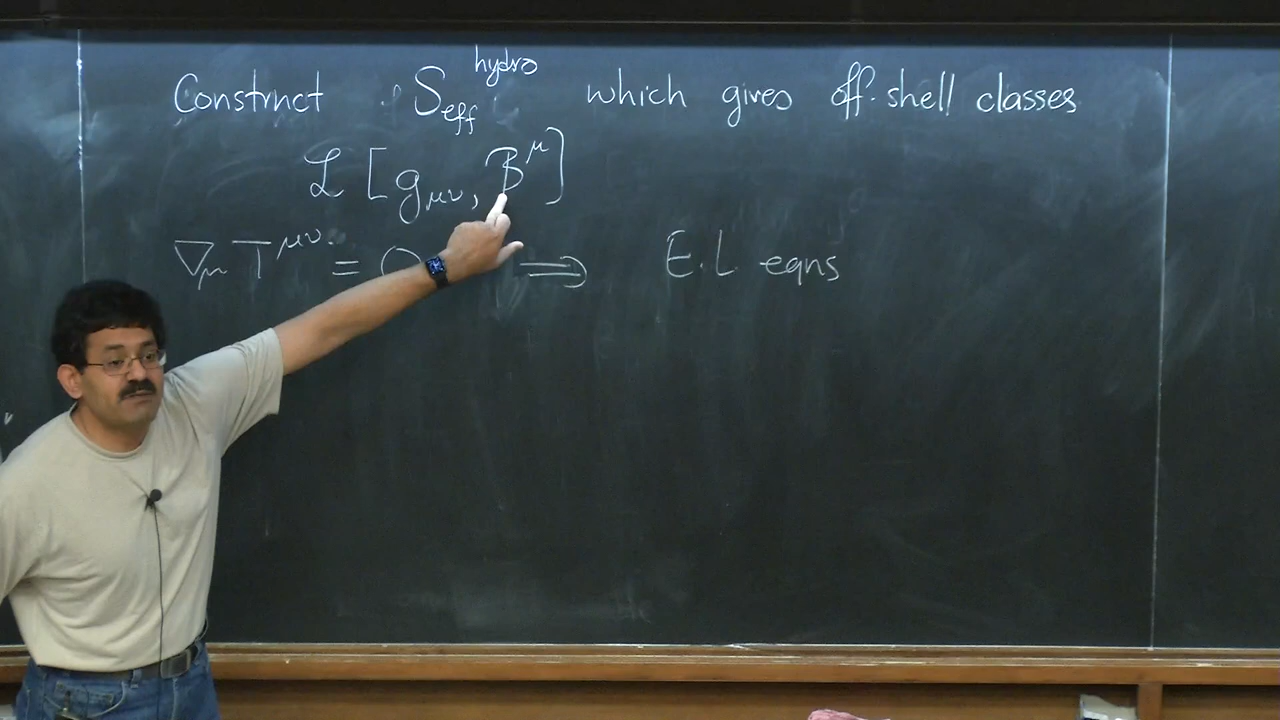 Construct S_eff^hydro which gives off-shell classes
ℒ [g_μν, 𝓑^μ]
∇_μ T^μν = 0 ⟹ E.L eqns